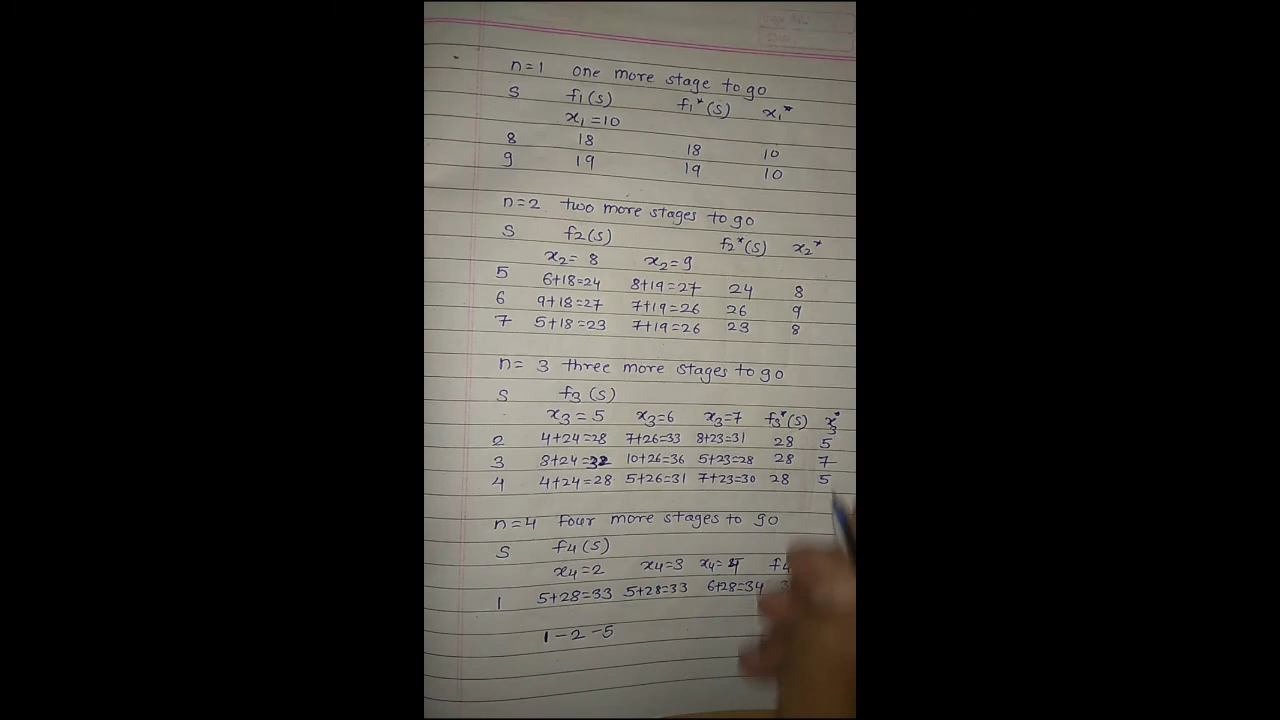 n=1 one more stage to go
S f1(s) f1*(s) x1*
x1=10
8 18 18 10
9 19 19 10
n=2 two more stages to go
S f2(s) f2*(s) x2*
x2=8 x2=9
5 6+18=24 8+19=27 24 8
6 9+18=27 7+19=26 26 9
7 5+18=23 7+19=26 23 8
n=3 three more stages to go
S f3(s)
x3=5 x3=6 x3=7 f3*(s) x3*
2 4+24=28 7+26=33 8+23=31 28 5
3 8+24=32 10+26=36 5+23=28 28 7
4 4+24=28 5+26=31 7+23=30 28 5
n=4 Four more stages to go
S f4(s)
x4=2 x4=3 x4=4 f4
1 5+28=33 5+28=33 6+28=34
1-2-5